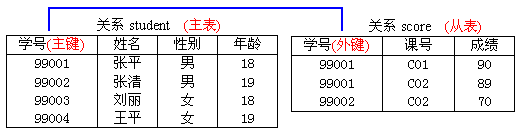 关系 student (主表)
学号(主键) 姓名 性别 年龄
99001 张平 男 18
99002 张清 男 19
99003 刘丽 女 18
99004 王平 女 19
关系 score (从表)
学号(外键) 课号 成绩
99001 C01 90
99001 C02 89
99002 C02 70